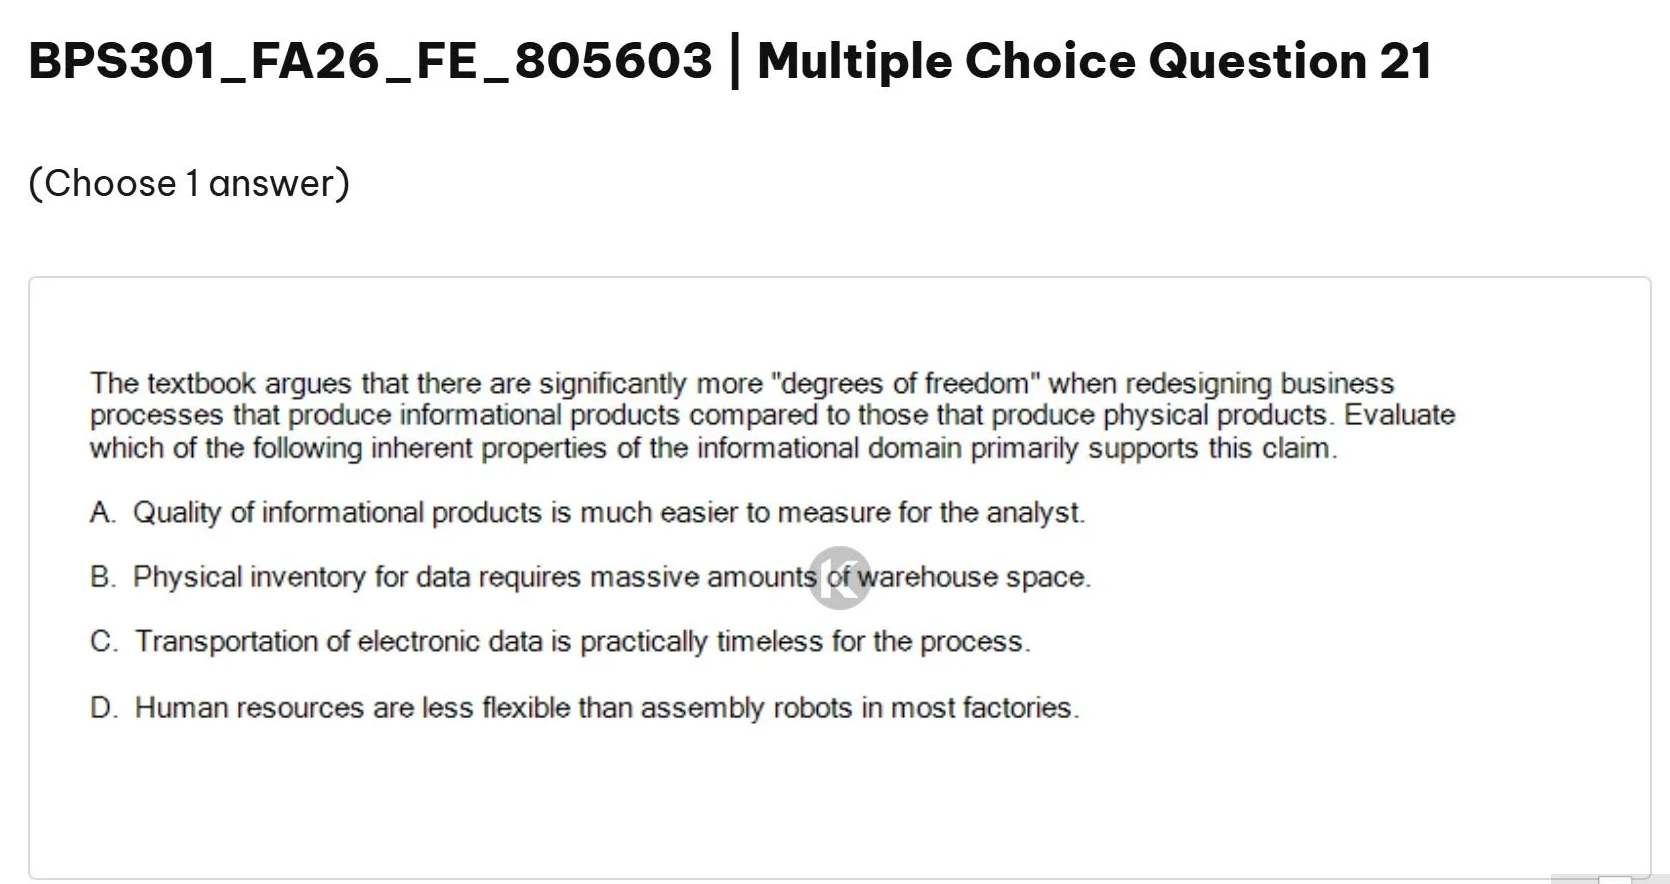 BPS301_FA26_FE_805603 | Multiple Choice Question 21
(Choose 1 answer)
The textbook argues that there are significantly more "degrees of freedom" when redesigning business
processes that produce informational products compared to those that produce physical products. Evaluate
which of the following inherent properties of the informational domain primarily supports this claim.
A. Quality of informational products is much easier to measure for the analyst.
B. Physical inventory for data requires massive amounts of warehouse space.
C. Transportation of electronic data is practically timeless for the process.
D. Human resources are less flexible than assembly robots in most factories.
K